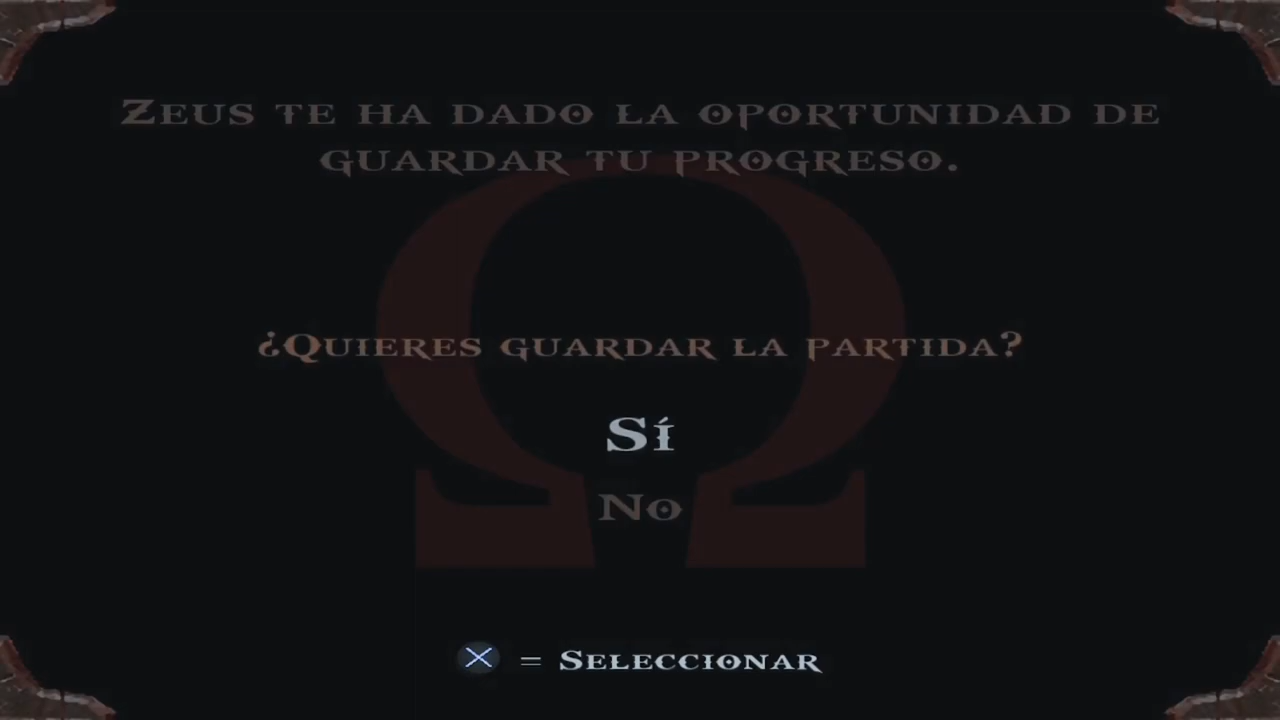 Zeus te ha dado la oportunidad de
guardar tu progreso.
¿Quieres guardar la partida?
Sí
No
= Seleccionar